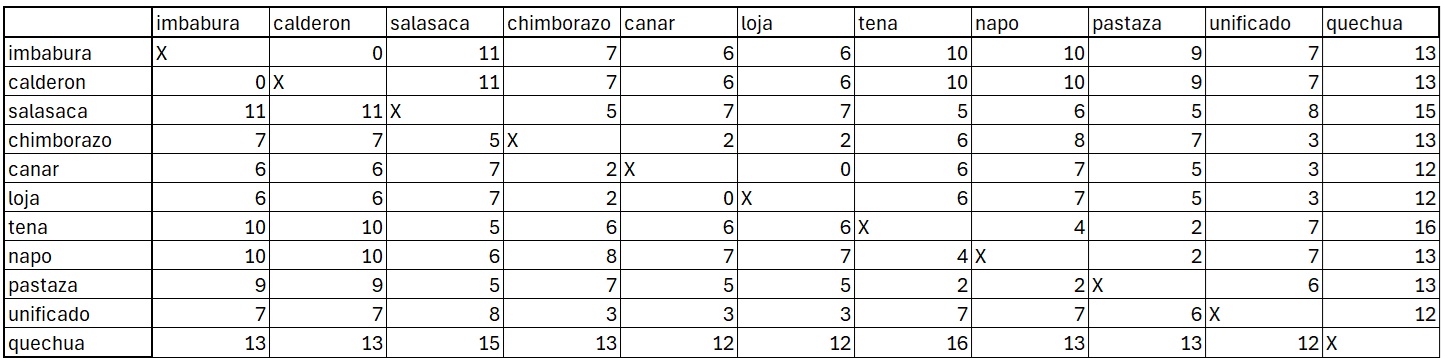 imbabura calderon salasaca chimborazo canar loja tena napo pastaza unificado quechua
imbabura X 0 11 7 6 6 10 10 9 7 13
calderon 0 X 11 7 6 6 10 10 9 7 13
salasaca 11 11 X 5 7 7 5 6 5 8 15
chimborazo 7 7 5 X 2 2 6 8 7 3 13
canar 6 6 7 2 X 0 6 7 5 3 12
loja 6 6 7 2 0 X 6 7 5 3 12
tena 10 10 5 6 6 6 X 4 2 7 16
napo 10 10 6 8 7 7 4 X 2 7 13
pastaza 9 9 5 7 5 5 2 2 X 6 13
unificado 7 7 8 3 3 3 7 7 6 X 12
quechua 13 13 15 13 12 12 16 13 13 12 X